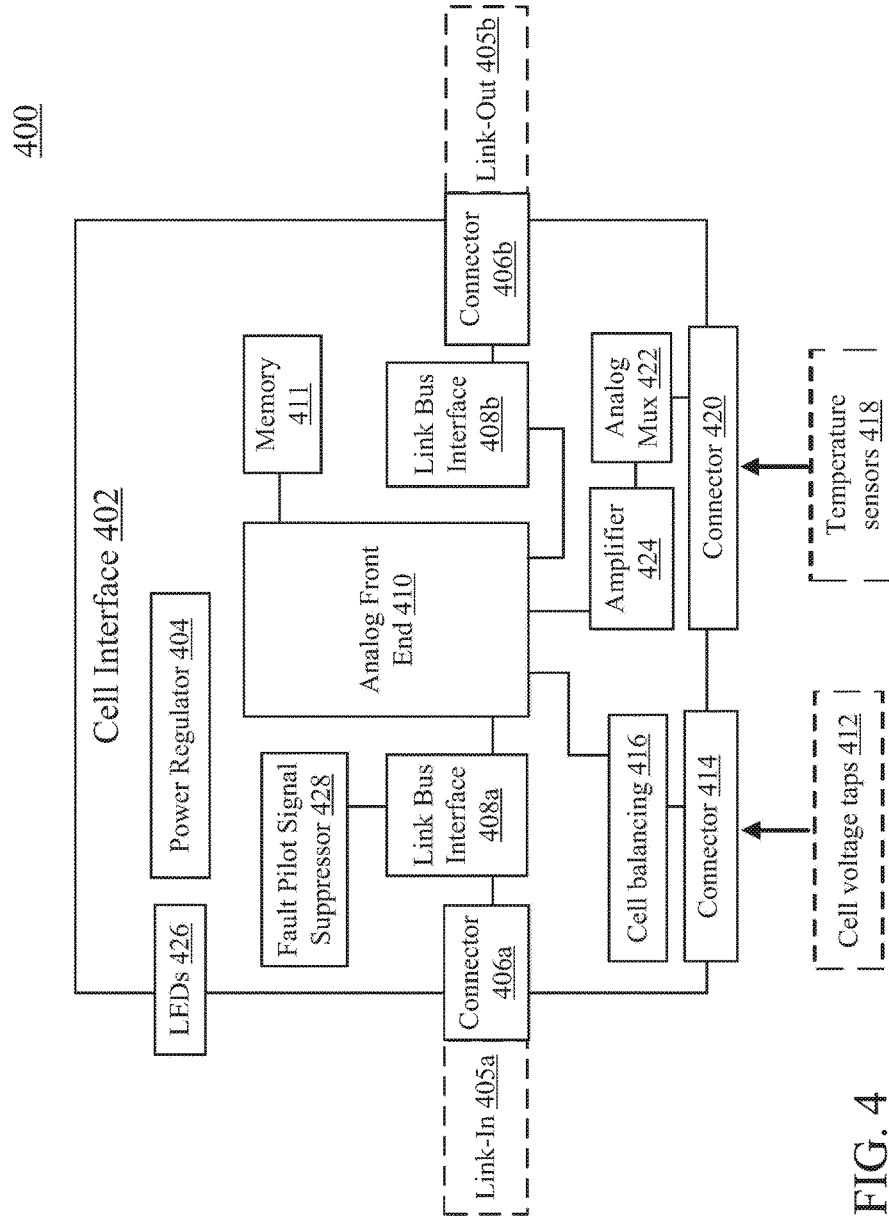 400
Cell Interface 402
LEDs 426
Power Regulator 404
Fault Pilot Signal
Suppressor 428
Memory
411
Analog Front
End 410
Link-In 405a
Connector
406a
Link Bus
Interface
408a
Link Bus
Interface
408b
Connector
406b
Link-Out 405b
Cell balancing 416
Amplifier
424
Analog
Mux 422
Connector 414
Connector 420
Cell voltage taps 412
Temperature
sensors 418
FIG. 4